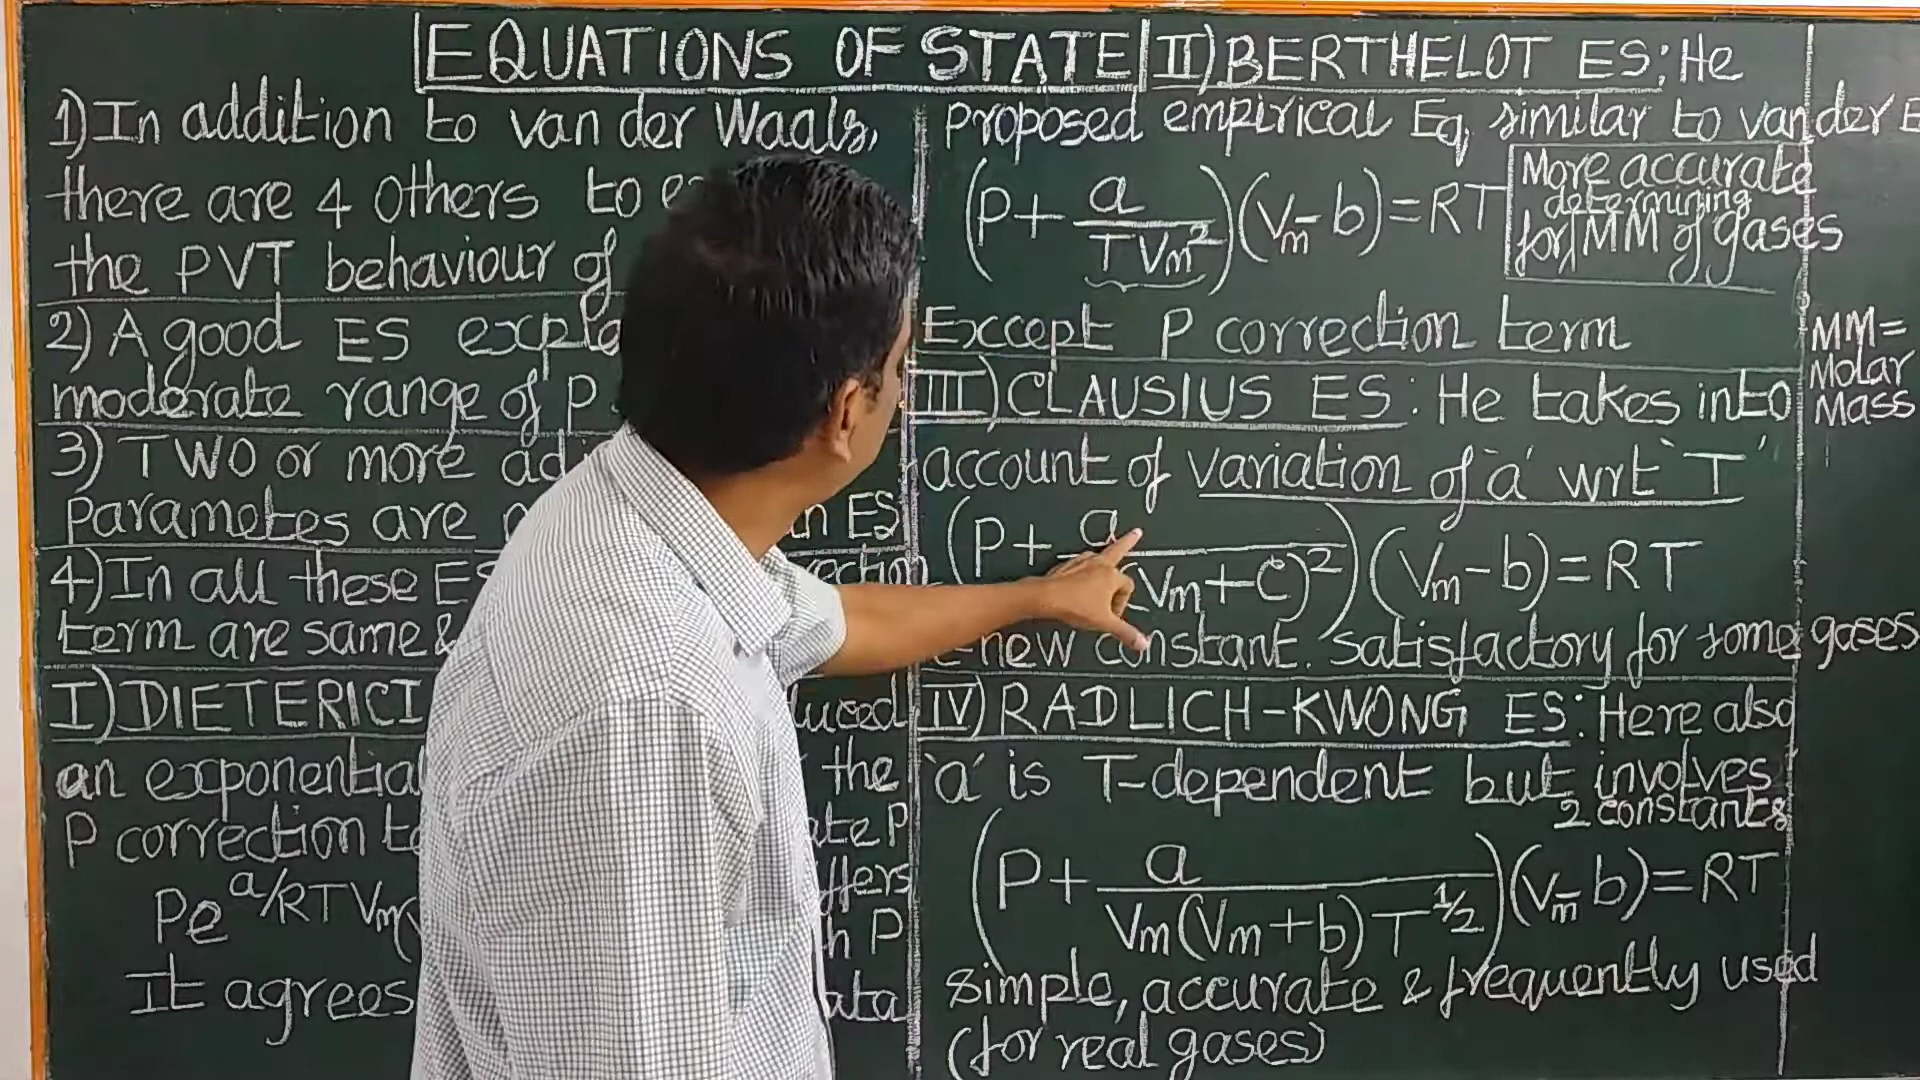 EQUATIONS OF STATE
1) In addition to van der Waals,
there are 4 others to
the PVT behaviour of
2) A good ES
moderate range of P
3) TWO or more
Parametes are in ES
4) In all these
term are same &
I) DIETERICI
an exponential the
P correction P
Pe^a/RTVm
It agrees
II) BERTHELOT ES: He
proposed empirical Eq, similar to van der
(P + a/TVm²)(Vm - b) = RT
More accurate
determining
for MM of gases
Except P correction term
MM =
Molar
Mass
III) CLAUSIUS ES: He takes into
account of variation of 'a' wrt 'T'
(P + a/(Vm + C)²)(Vm - b) = RT
new constant. satisfactory for some gases
IV) RADLICH-KWONG ES: Here also
'a' is T-dependent but involves
2 constants
(P + a/Vm(Vm + b)T^1/2)(Vm - b) = RT
simple, accurate & frequently used
(for real gases)